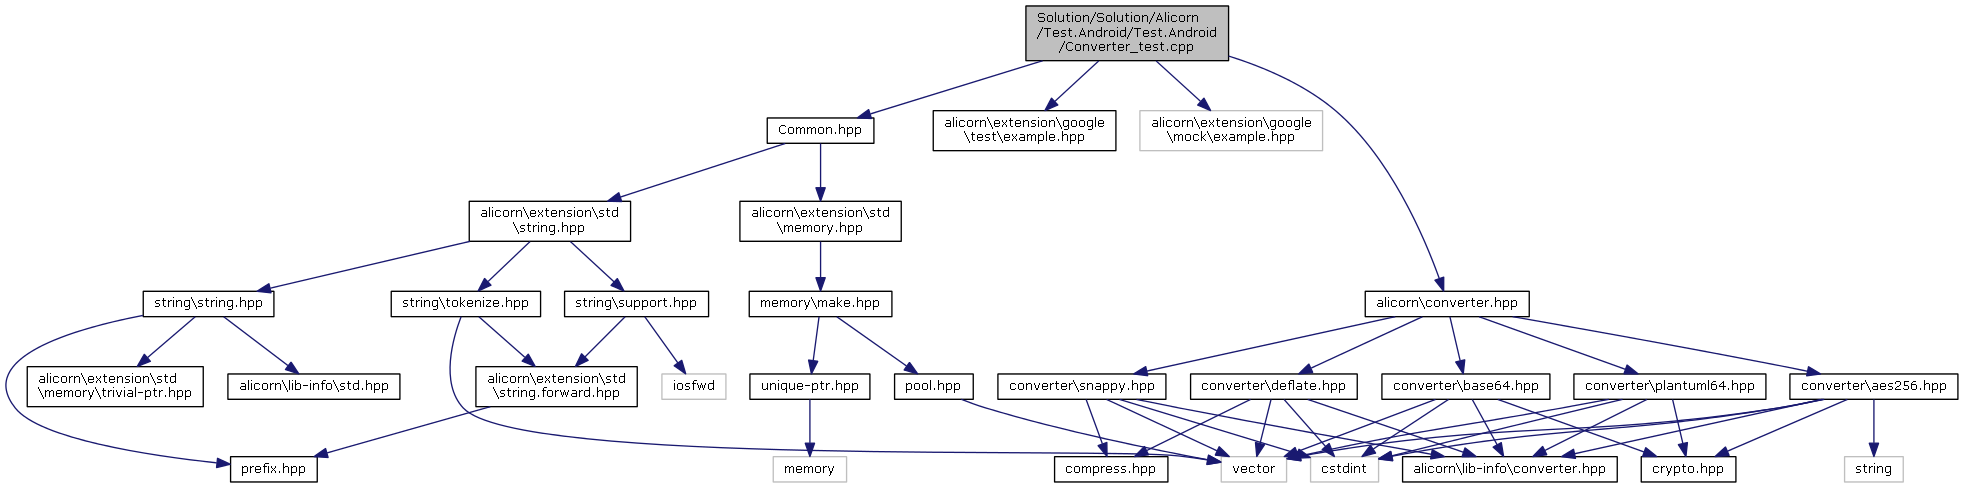 Solution/Solution/Alicorn
/Test.Android/Test.Android
/Converter_test.cpp
Common.hpp
alicorn\extension\google
\test\example.hpp
alicorn\extension\google
\mock\example.hpp
alicorn\extension\std
\string.hpp
alicorn\extension\std
\memory.hpp
string\string.hpp
string\tokenize.hpp
string\support.hpp
memory\make.hpp
alicorn\converter.hpp
alicorn\extension\std
\memory\trivial-ptr.hpp
alicorn\lib-info\std.hpp
alicorn\extension\std
\string.forward.hpp
iosfwd
unique-ptr.hpp
pool.hpp
converter\snappy.hpp
converter\deflate.hpp
converter\base64.hpp
converter\plantuml64.hpp
converter\aes256.hpp
prefix.hpp
memory
compress.hpp
vector
cstdint
alicorn\lib-info\converter.hpp
crypto.hpp
string